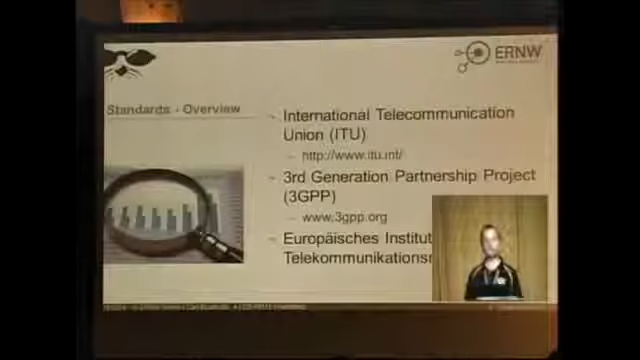 ERNW
Standards - Overview
International Telecommunication
Union (ITU)
– http://www.itu.int/
3rd Generation Partnership Project
(3GPP)
– www.3gpp.org
Europäisches Institut
Telekommunikations